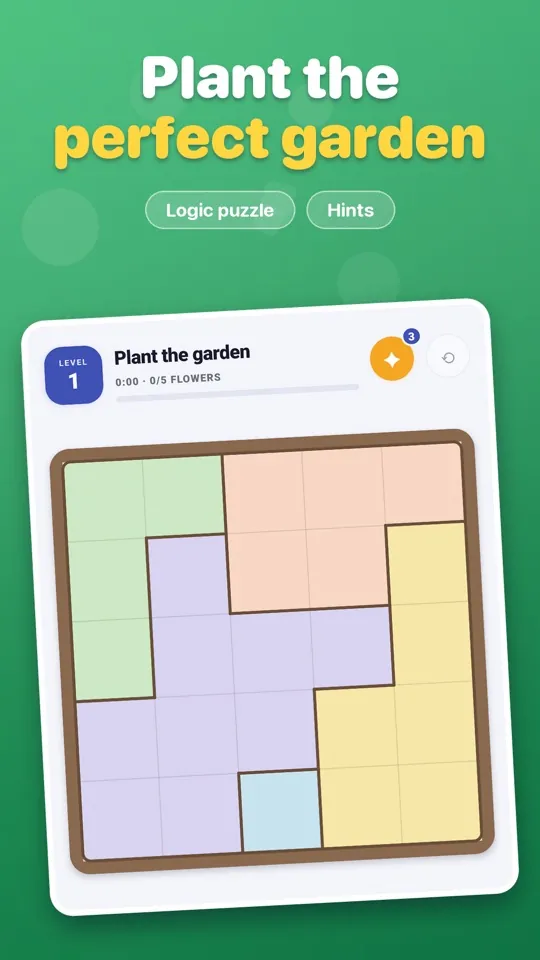 Plant the
perfect garden
Logic puzzle
Hints
LEVEL
1
Plant the garden
0:00 · 0/5 FLOWERS
3